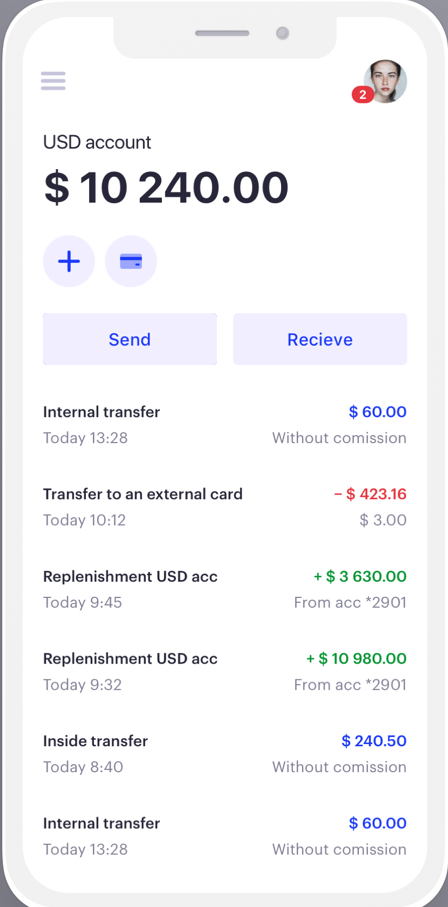 2
USD account
$ 10 240.00
Send
Recieve
Internal transfer
$ 60.00
Today 13:28
Without comission
Transfer to an external card
− $ 423.16
Today 10:12
$ 3.00
Replenishment USD acc
+ $ 3 630.00
Today 9:45
From acc *2901
Replenishment USD acc
+ $ 10 980.00
Today 9:32
From acc *2901
Inside transfer
$ 240.50
Today 8:40
Without comission
Internal transfer
$ 60.00
Today 13:28
Without comission